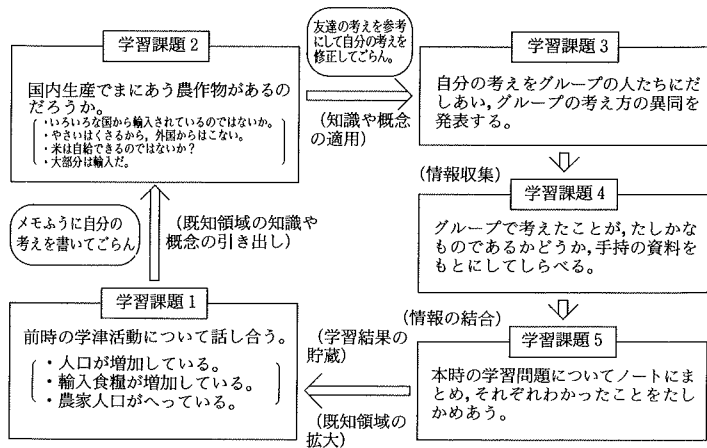 学習課題2
国内生産でまにあう農作物があるの
だろうか。
・いろいろな国から輸入されているのではないか。
・やさいはくさるから，外国からはこない。
・米は自給できるのではないか？
・大部分は輸入だ。
友達の考えを参考
にして自分の考えを
修正してごらん。
(知識や概念
の適用)
学習課題3
自分の考えをグループの人たちにだ
しあい，グループの考え方の異同を
発表する。
(情報収集)
学習課題4
グループで考えたことが，たしかな
ものであるかどうか，手持の資料を
もとにしてしらべる。
(情報の結合)
学習課題5
本時の学習問題についてノートにま
とめ，それぞれわかったことをたし
かめあう。
(学習結果の
貯蔵)
(既知領域の
拡大)
学習課題1
前時の学津活動について話し合う。
・人口が増加している。
・輸入食糧が増加している。
・農家人口がへっている。
メモふうに自分の
考えを書いてごらん
(既知領域の知識や
概念の引き出し)